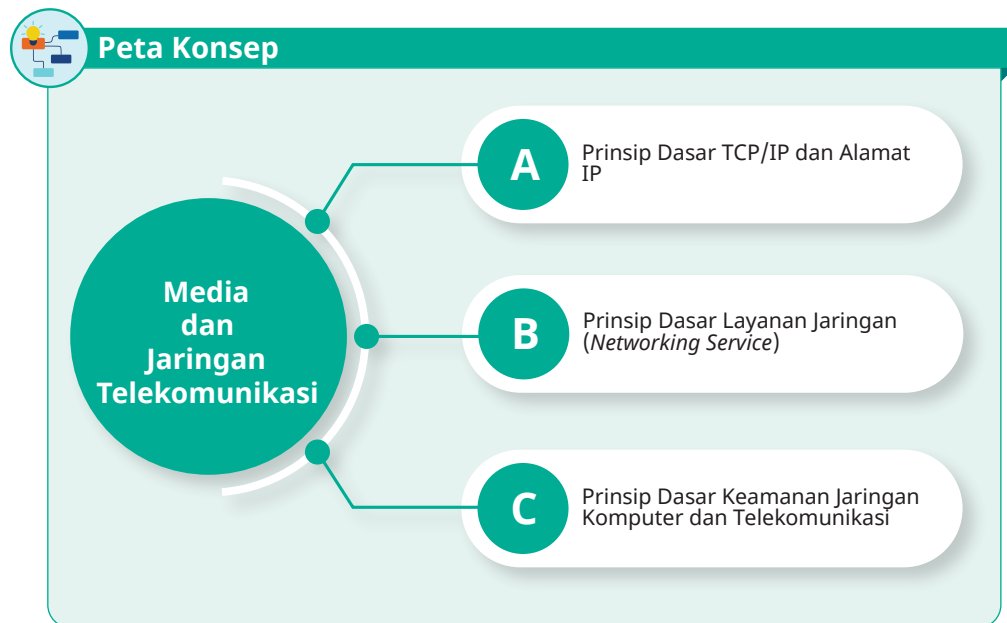 Peta Konsep
Media
dan
Jaringan
Telekomunikasi
A
Prinsip Dasar TCP/IP dan Alamat
IP
B
Prinsip Dasar Layanan Jaringan
(Networking Service)
C
Prinsip Dasar Keamanan Jaringan
Komputer dan Telekomunikasi